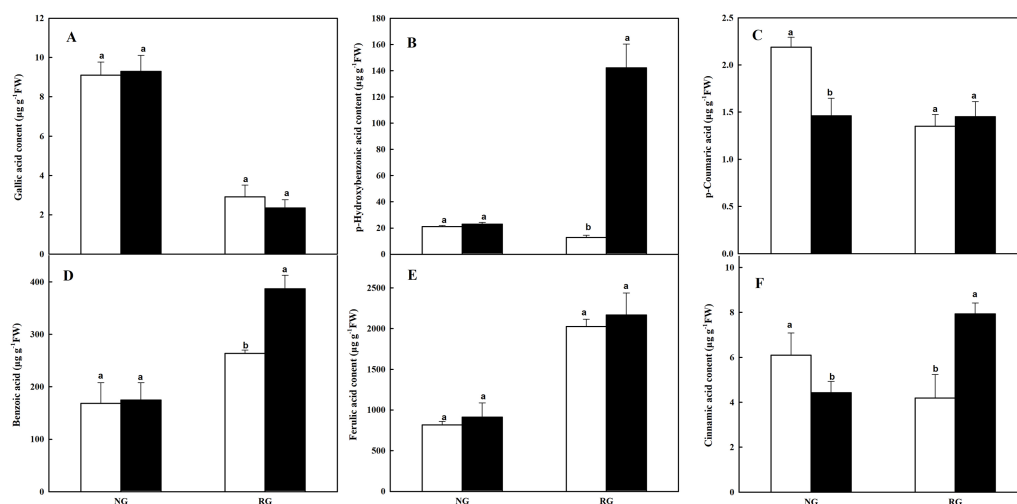 A
Gallic acid conent (µg g⁻¹FW)
12
10
8
6
4
2
0
a
a
a
a
B
p-Hydroxybenzonic acid content (µg g⁻¹FW)
180
160
140
120
100
80
60
40
20
0
a
a
b
a
C
p-Coumaric acid (µg g⁻¹FW)
2.5
2.0
1.5
1.0
0.5
0.0
a
b
a
a
D
Benzoic acid (µg g⁻¹FW)
400
300
200
100
0
a
a
b
a
NG
RG
E
Ferulic acid conent (µg g⁻¹FW)
2500
2000
1500
1000
500
0
a
a
a
a
NG
RG
F
Cinnamic acid conent (µg g⁻¹FW)
10
8
6
4
2
0
a
b
b
a
NG
RG